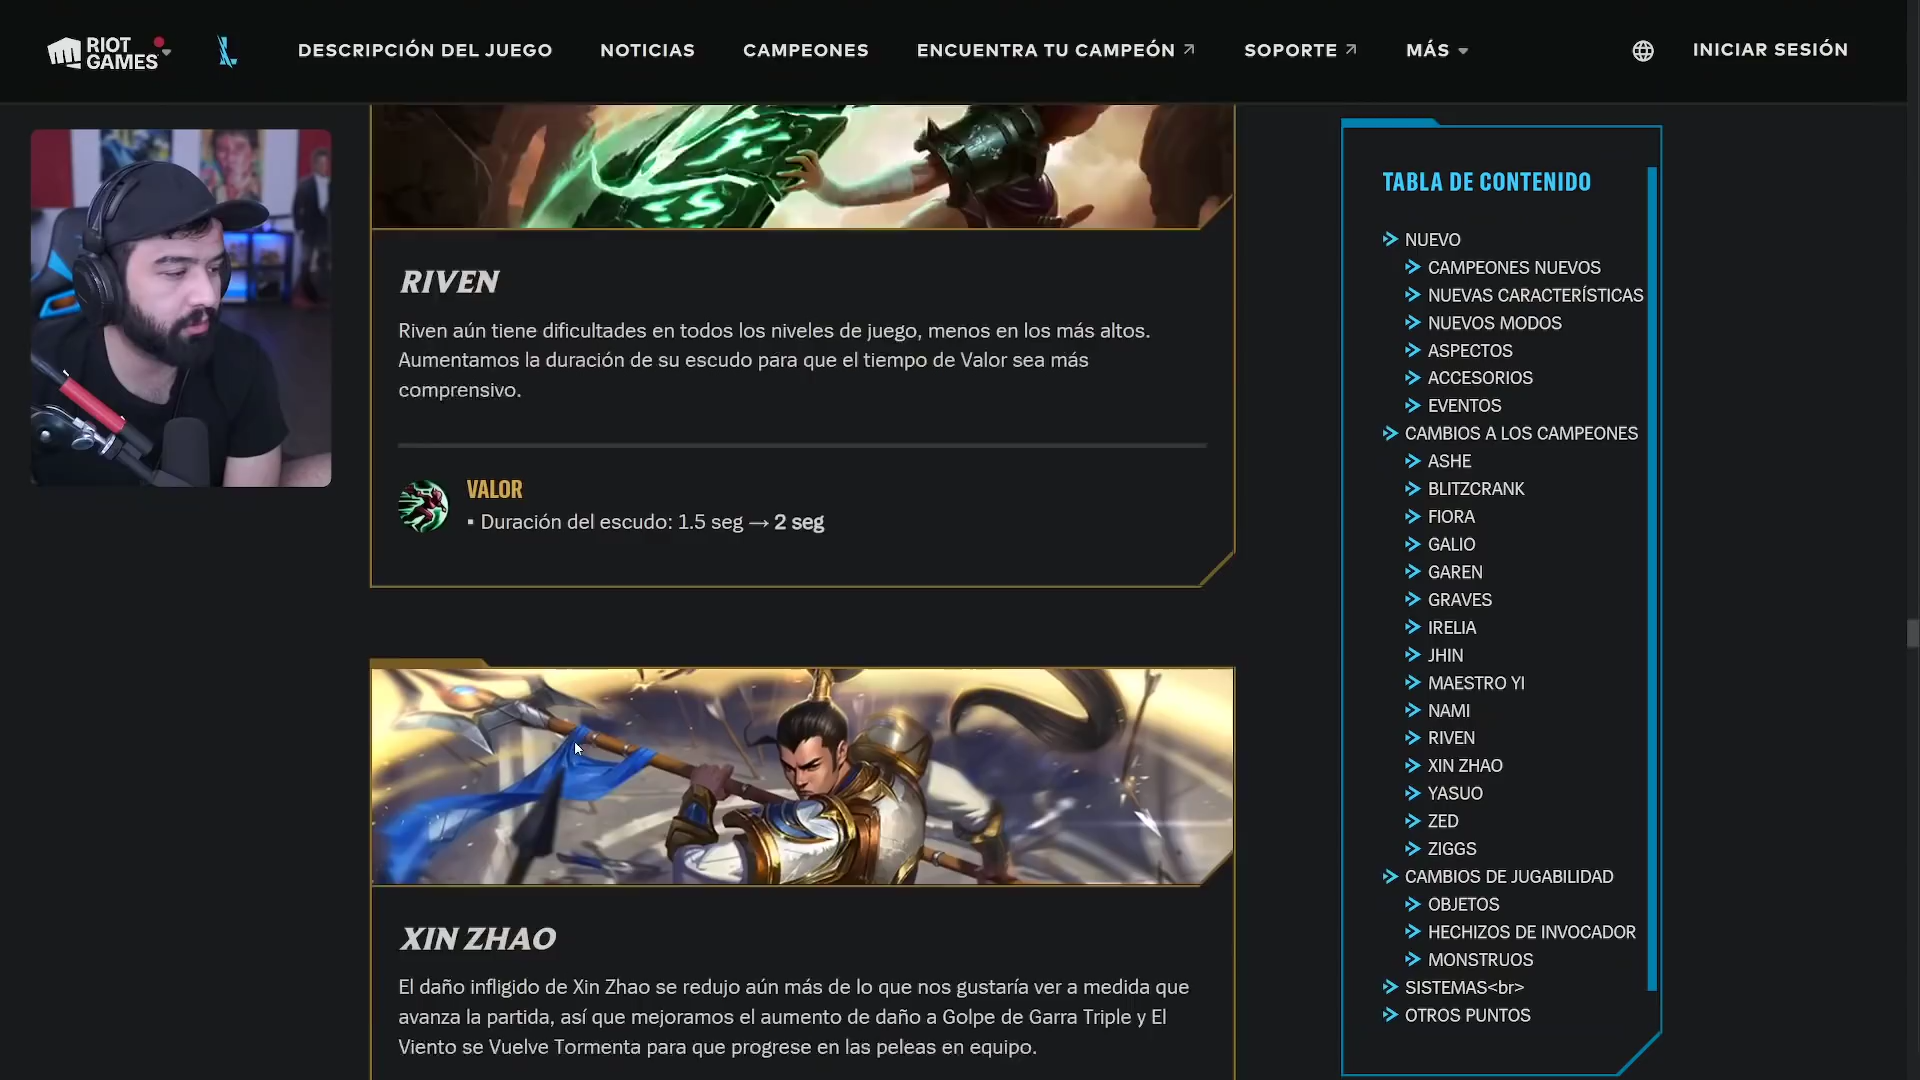 RIOT GAMES
DESCRIPCIÓN DEL JUEGO
NOTICIAS
CAMPEONES
ENCUENTRA TU CAMPEÓN
SOPORTE
MÁS
INICIAR SESIÓN
RIVEN
Riven aún tiene dificultades en todos los niveles de juego, menos en los más altos.
Aumentamos la duración de su escudo para que el tiempo de Valor sea más
comprensivo.
VALOR
▪ Duración del escudo: 1.5 seg → 2 seg
XIN ZHAO
El daño infligido de Xin Zhao se redujo aún más de lo que nos gustaría ver a medida que
avanza la partida, así que mejoramos el aumento de daño a Golpe de Garra Triple y El
Viento se Vuelve Tormenta para que progrese en las peleas en equipo.
TABLA DE CONTENIDO
NUEVO
CAMPEONES NUEVOS
NUEVAS CARACTERÍSTICAS
NUEVOS MODOS
ASPECTOS
ACCESORIOS
EVENTOS
CAMBIOS A LOS CAMPEONES
ASHE
BLITZCRANK
FIORA
GALIO
GAREN
GRAVES
IRELIA
JHIN
MAESTRO YI
NAMI
RIVEN
XIN ZHAO
YASUO
ZED
ZIGGS
CAMBIOS DE JUGABILIDAD
OBJETOS
HECHIZOS DE INVOCADOR
MONSTRUOS
SISTEMAS<br>
OTROS PUNTOS